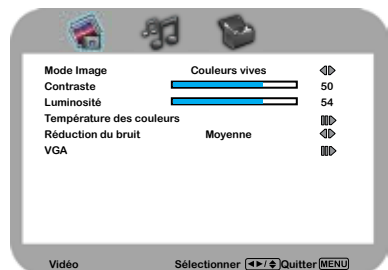 Mode Image Couleurs vives
Contraste 50
Luminosité 54
Température des couleurs
Réduction du bruit Moyenne
VGA
Vidéo Sélectionner Quitter MENU